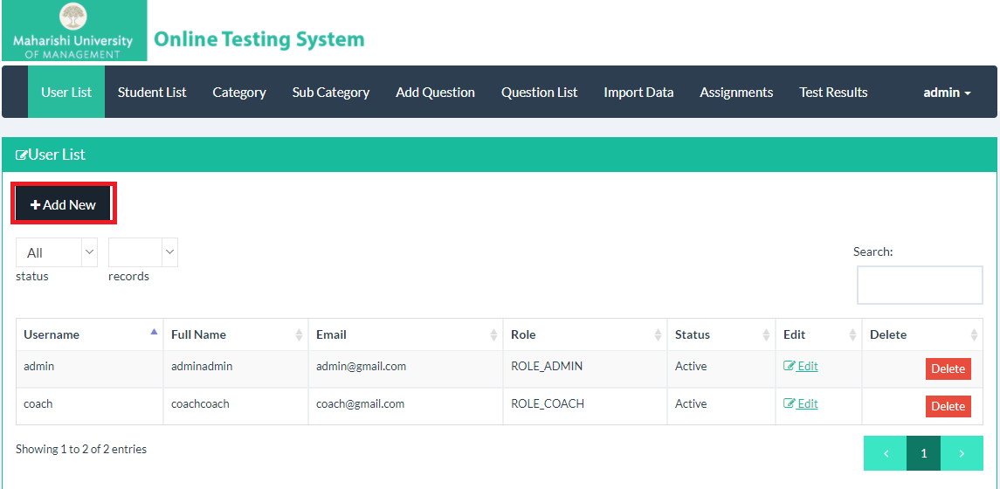 Maharishi University
OF MANAGEMENT
Online Testing System
User List Student List Category Sub Category Add Question Question List Import Data Assignments Test Results admin
User List
Add New
All
status records
Search:
Username Full Name Email Role Status Edit Delete
admin adminadmin admin@gmail.com ROLE_ADMIN Active Edit Delete
coach coachcoach coach@gmail.com ROLE_COACH Active Edit Delete
Showing 1 to 2 of 2 entries
1